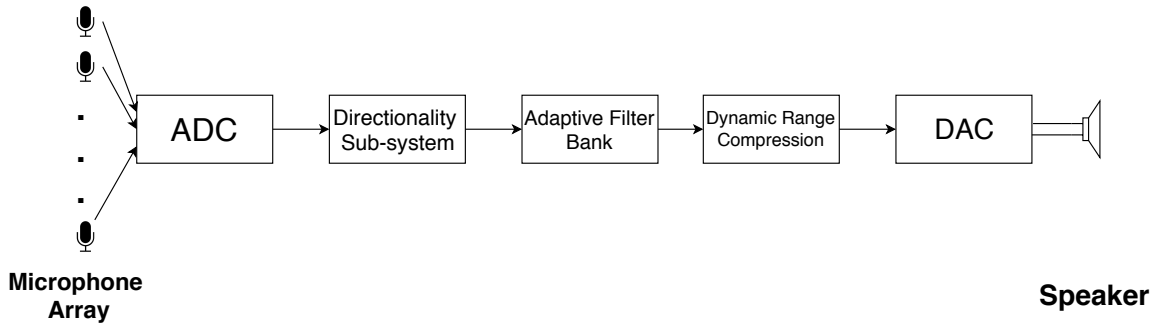 ADC
Directionality
Sub-system
Adaptive Filter
Bank
Dynamic Range
Compression
DAC
Microphone
Array
Speaker